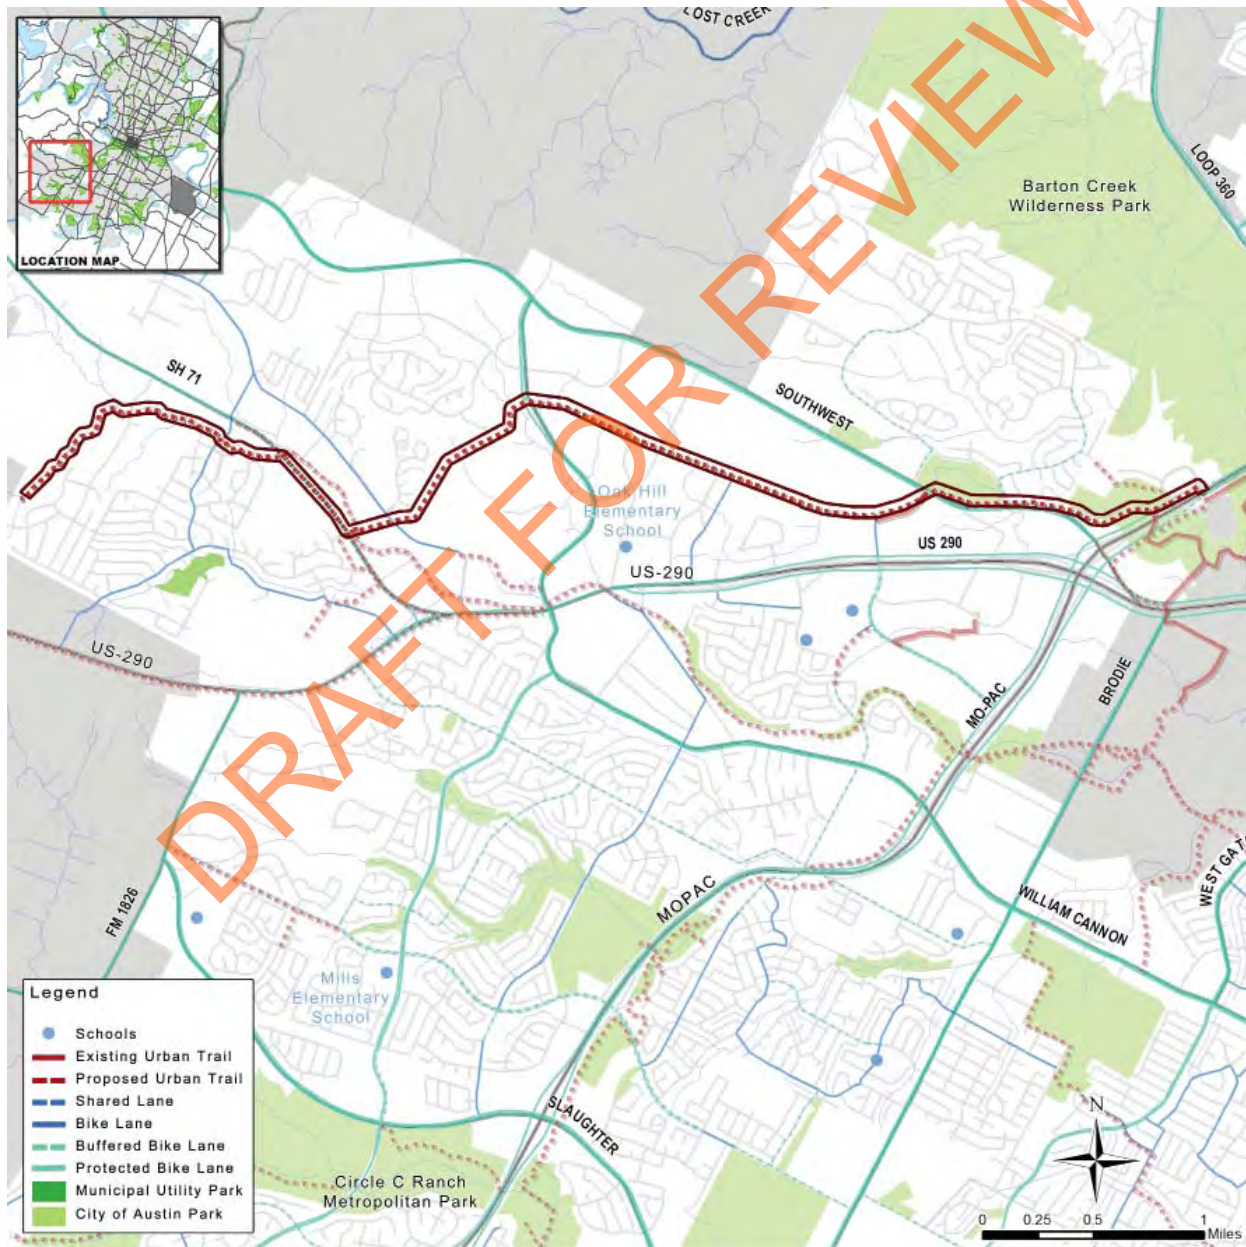 LOST CREEK
LOOP 360
Barton Creek
Wilderness Park
LOCATION MAP
SH 71
SOUTHWEST
Oak Hill
Elementary
School
US 290
US-290
US-290
BRODIE
MO-PAC
MOPAC
WILLIAM CANNON
FM 1826
Mills
Elementary
School
SLAUGHTER
Circle C Ranch
Metropolitan Park
DRAFT FOR REVIEW
Legend
Schools
Existing Urban Trail
Proposed Urban Trail
Shared Lane
Bike Lane
Buffered Bike Lane
Protected Bike Lane
Municipal Utility Park
City of Austin Park
N
0 0.25 0.5 1
Miles